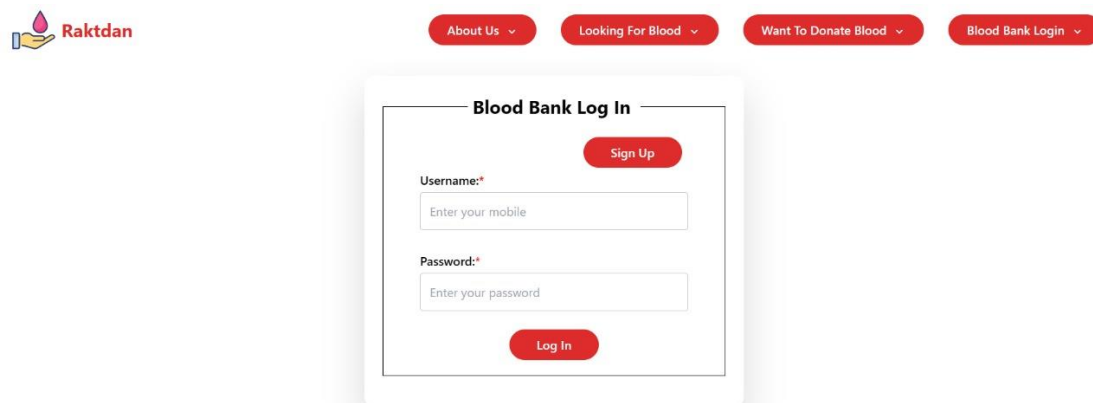 Raktdan
About Us
Looking For Blood
Want To Donate Blood
Blood Bank Login
Blood Bank Log In
Sign Up
Username:*
Enter your mobile
Password:*
Enter your password
Log In